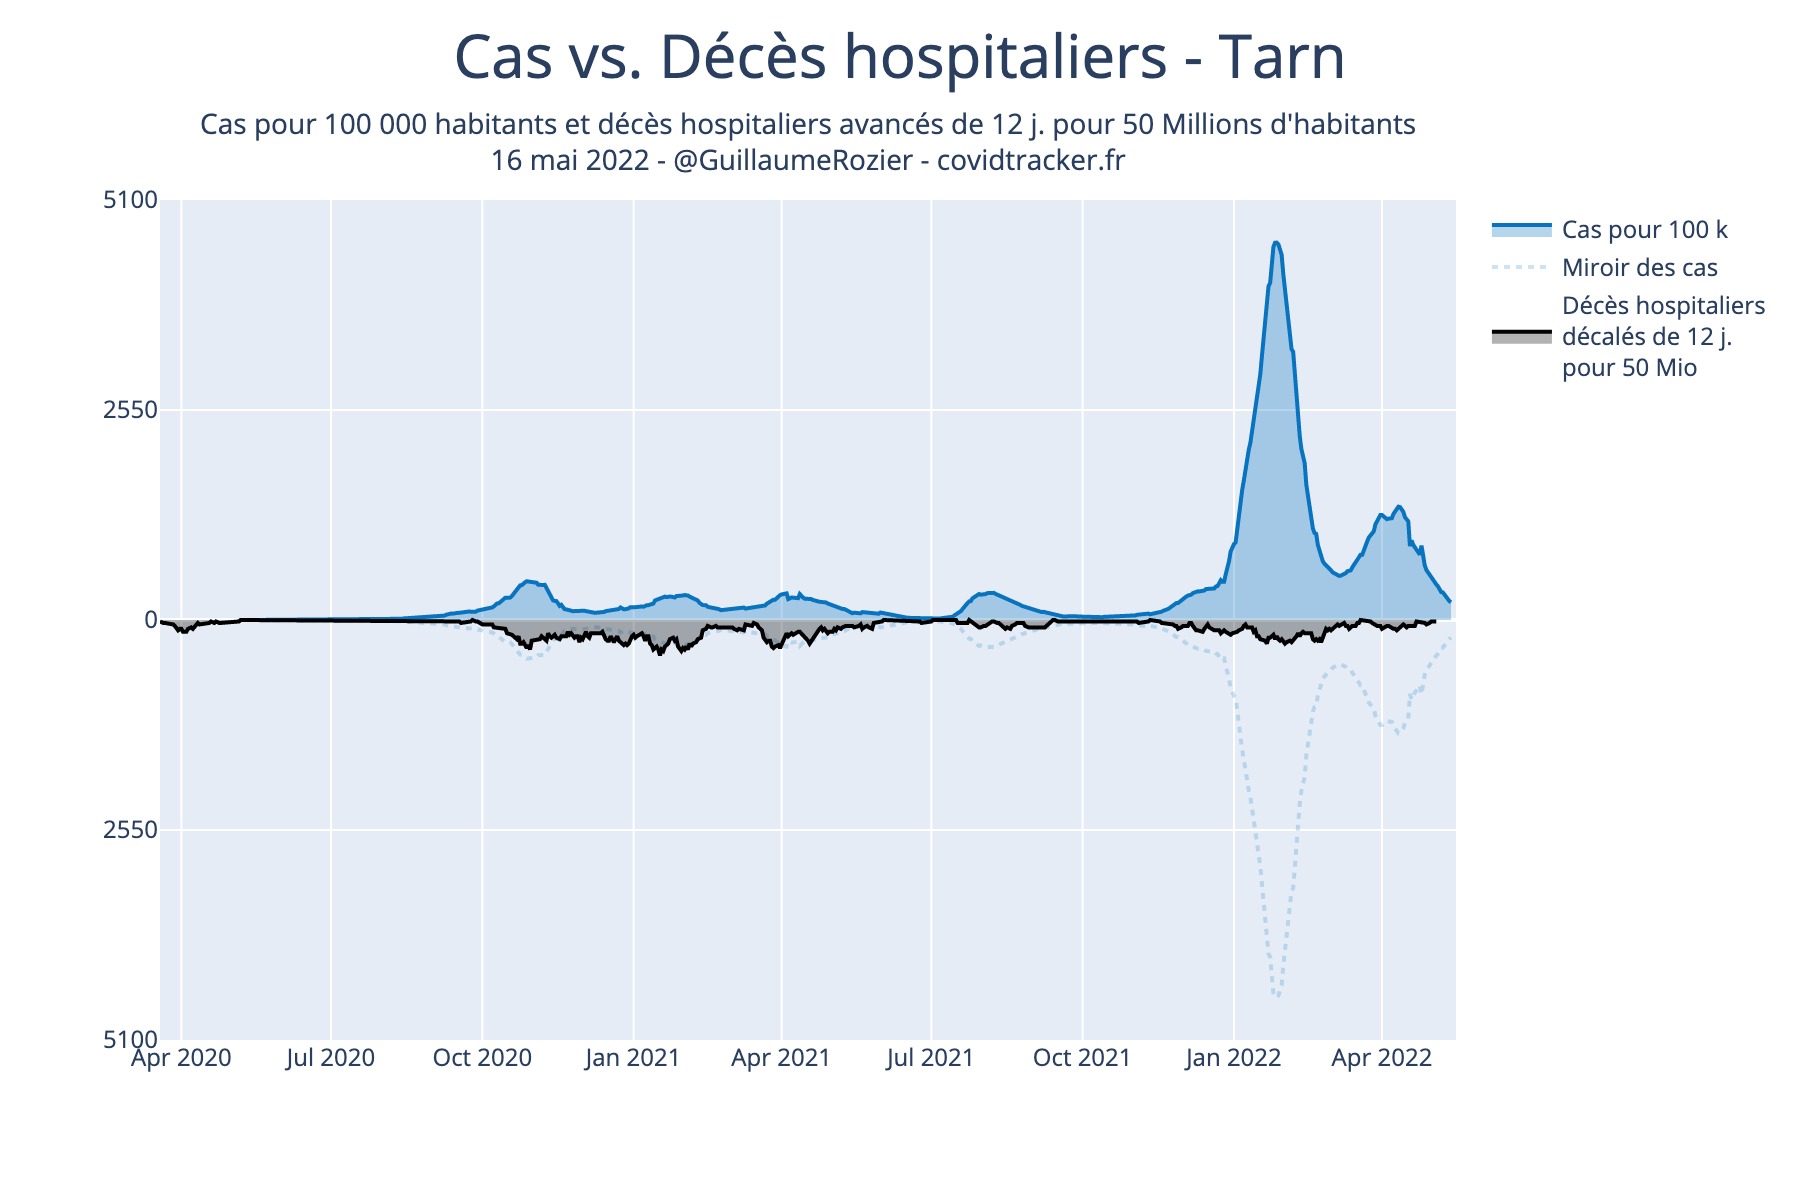 Cas vs. Décès hospitaliers - Tarn
Cas pour 100 000 habitants et décès hospitaliers avancés de 12 j. pour 50 Millions d'habitants
16 mai 2022 - @GuillaumeRozier - covidtracker.fr
5100
2550
0
2550
5100
Apr 2020
Jul 2020
Oct 2020
Jan 2021
Apr 2021
Jul 2021
Oct 2021
Jan 2022
Apr 2022
Cas pour 100 k
Miroir des cas
Décès hospitaliers
décalés de 12 j.
pour 50 Mio